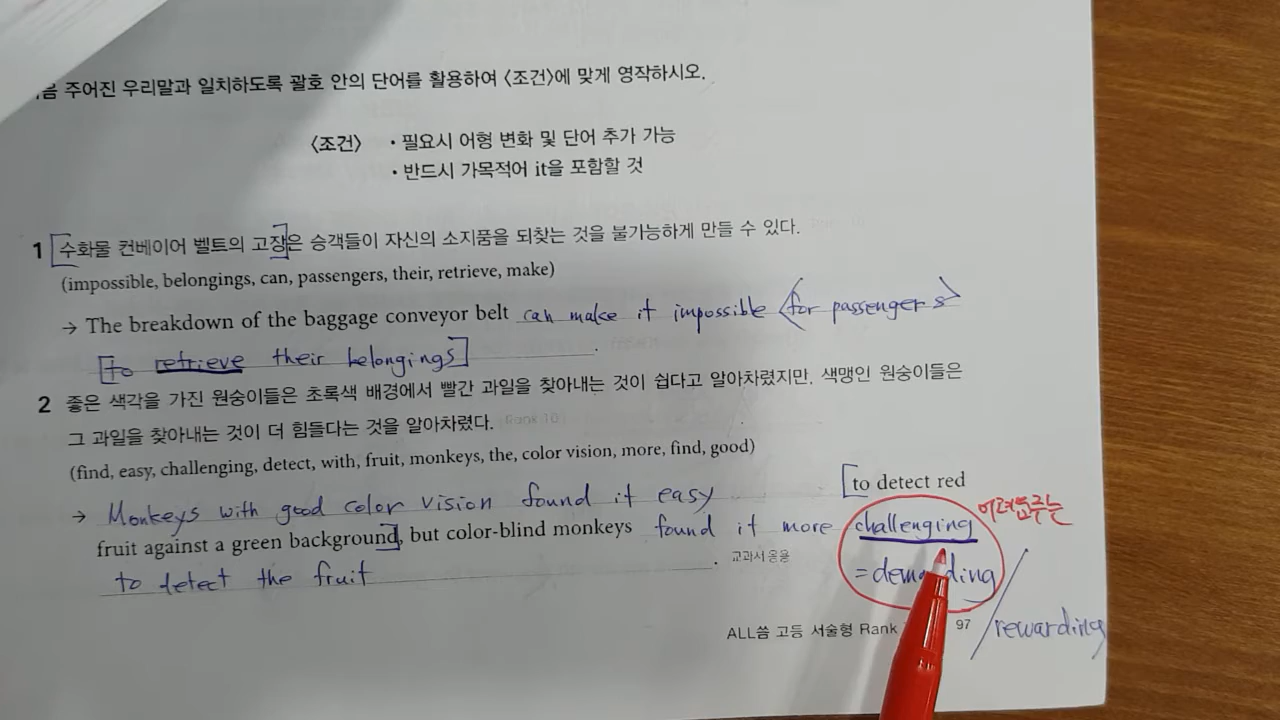 음 주어진 우리말과 일치하도록 괄호 안의 단어를 활용하여 〈조건〉에 맞게 영작하시오.
〈조건〉 • 필요시 어형 변화 및 단어 추가 가능
• 반드시 가목적어 it을 포함할 것
1 [수화물 컨베이어 벨트의 고장]은 승객들이 자신의 소지품을 되찾는 것을 불가능하게 만들 수 있다.
(impossible, belongings, can, passengers, their, retrieve, make)
→ The breakdown of the baggage conveyor belt can make it impossible <for passengers>
[to retrieve their belongings].
2 좋은 색각을 가진 원숭이들은 초록색 배경에서 빨간 과일을 찾아내는 것이 쉽다고 알아차렸지만, 색맹인 원숭이들은
그 과일을 찾아내는 것이 더 힘들다는 것을 알아차렸다.
(find, easy, challenging, detect, with, fruit, monkeys, the, color vision, more, find, good)
→ Monkeys with good color vision found it easy [to detect red
fruit against a green background], but color-blind monkeys found it more challenging 어려움주는
to detect the fruit. 교과서 응용
= demanding / rewarding
ALL씀 고등 서술형 Rank 97